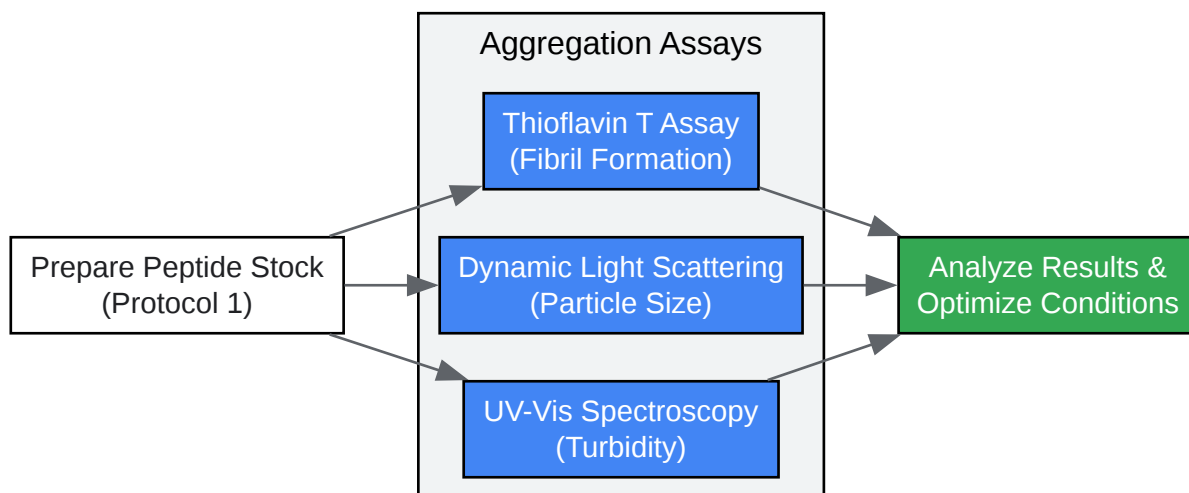 Aggregation Assays
Thioflavin T Assay
(Fibril Formation)
Prepare Peptide Stock
(Protocol 1)
Dynamic Light Scattering
(Particle Size)
Analyze Results &
Optimize Conditions
UV-Vis Spectroscopy
(Turbidity)